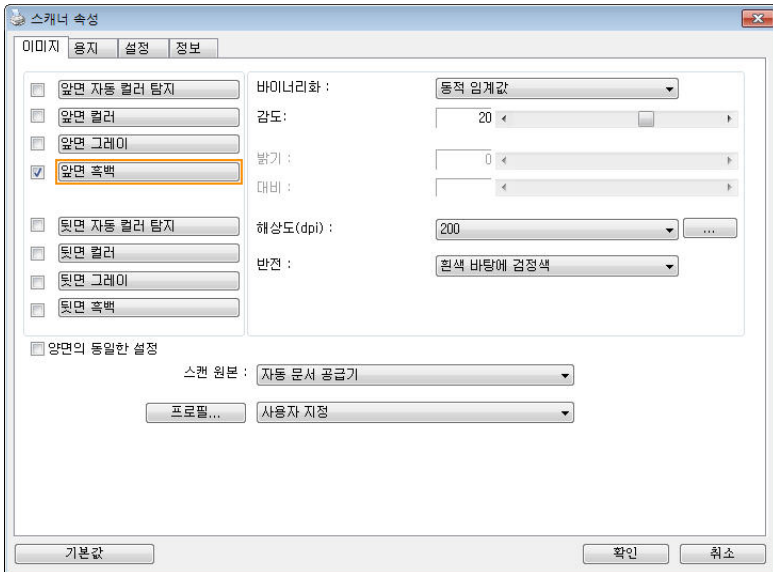 스캐너 속성
이미지 용지 설정 정보
앞면 자동 컬러 탐지
앞면 컬러
앞면 그레이
앞면 흑백
뒷면 자동 컬러 탐지
뒷면 컬러
뒷면 그레이
뒷면 흑백
바이너리화 : 동적 임계값
감도: 20
밝기 : 0
대비 :
해상도(dpi) : 200 ...
반전 : 흰색 바탕에 검정색
양면의 동일한 설정
스캔 원본 : 자동 문서 공급기
프로필... 사용자 지정
기본값 확인 취소